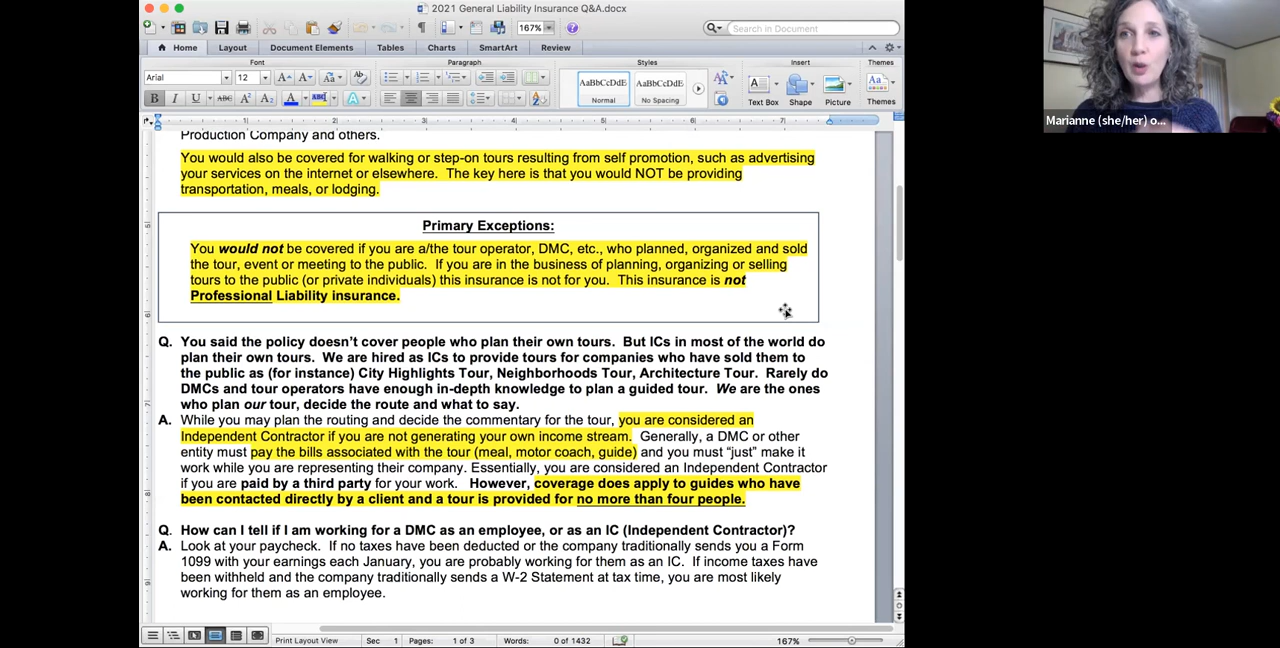 2021 General Liability Insurance Q&A.docx
167%
Search in Document
Home Layout Document Elements Tables Charts SmartArt Review
Font Paragraph Styles Insert Themes
Arial 12
AaBbCcDdE AaBbCcDdE
Normal No Spacing
Text Box Shape Picture Themes
Production Company and others.
You would also be covered for walking or step-on tours resulting from self promotion, such as advertising
your services on the internet or elsewhere. The key here is that you would NOT be providing
transportation, meals, or lodging.
Primary Exceptions:
You would not be covered if you are a/the tour operator, DMC, etc., who planned, organized and sold
the tour, event or meeting to the public. If you are in the business of planning, organizing or selling
tours to the public (or private individuals) this insurance is not for you. This insurance is not
Professional Liability insurance.
Q. You said the policy doesn't cover people who plan their own tours. But ICs in most of the world do
plan their own tours. We are hired as ICs to provide tours for companies who have sold them to
the public as (for instance) City Highlights Tour, Neighborhoods Tour, Architecture Tour. Rarely do
DMCs and tour operators have enough in-depth knowledge to plan a guided tour. We are the ones
who plan our tour, decide the route and what to say.
A. While you may plan the routing and decide the commentary for the tour, you are considered an
Independent Contractor if you are not generating your own income stream. Generally, a DMC or other
entity must pay the bills associated with the tour (meal, motor coach, guide) and you must "just" make it
work while you are representing their company. Essentially, you are considered an Independent Contractor
if you are paid by a third party for your work. However, coverage does apply to guides who have
been contacted directly by a client and a tour is provided for no more than four people.
Q. How can I tell if I am working for a DMC as an employee, or as an IC (Independent Contractor)?
A. Look at your paycheck. If no taxes have been deducted or the company traditionally sends you a Form
1099 with your earnings each January, you are probably working for them as an IC. If income taxes have
been withheld and the company traditionally sends a W-2 Statement at tax time, you are most likely
working for them as an employee.
Print Layout View Sec 1 Pages: 1 of 3 Words: 0 of 1432 167%
Marianne (she/her) o...